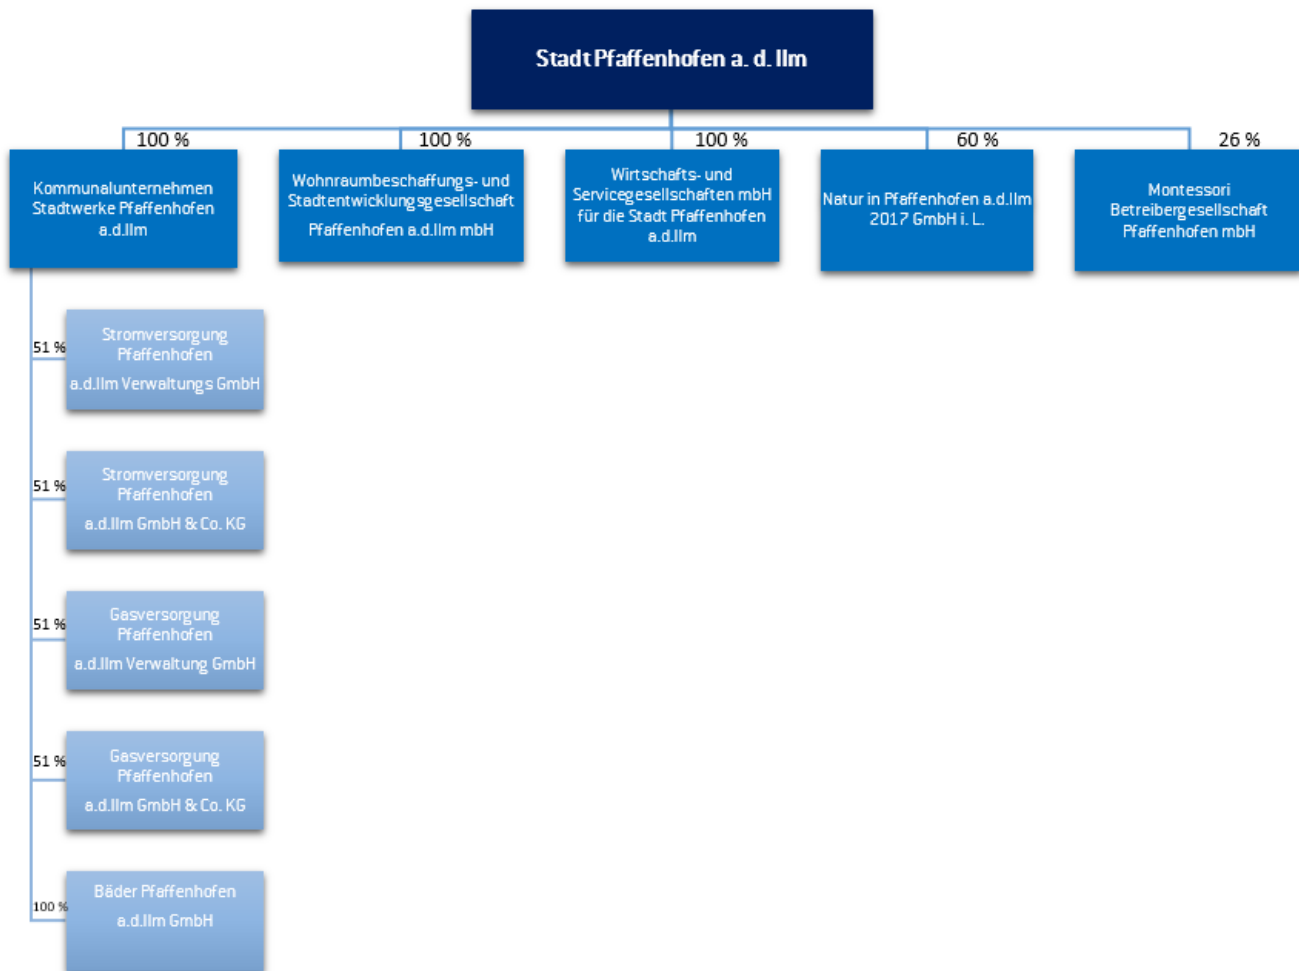 Stadt Pfaffenhofen a. d. Ilm
100 %
100 %
100 %
60 %
26 %
Kommunalunternehmen
Stadtwerke Pfaffenhofen
a.d.Ilm
Wohnraumbeschaffungs- und
Stadtentwicklungsgesellschaft
Pfaffenhofen a.d.Ilm mbH
Wirtschafts- und
Servicegesellschaften mbH
für die Stadt Pfaffenhofen
a.d.Ilm
Natur in Pfaffenhofen a.d.Ilm
2017 GmbH i. L.
Montessori
Betreibergesellschaft
Pfaffenhofen mbH
51 %
Stromversorgung
Pfaffenhofen
a.d.Ilm Verwaltungs GmbH
51 %
Stromversorgung
Pfaffenhofen
a.d.Ilm GmbH & Co. KG
51 %
Gasversorgung
Pfaffenhofen
a.d.Ilm Verwaltung GmbH
51 %
Gasversorgung
Pfaffenhofen
a.d.Ilm GmbH & Co. KG
100 %
Bäder Pfaffenhofen
a.d.Ilm GmbH